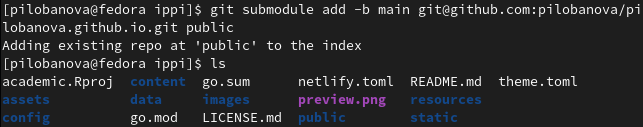 [pilobanova@fedora ippi]$ git submodule add -b main git@github.com:pilobanova/pi
lobanova.github.io.git public
Adding existing repo at 'public' to the index
[pilobanova@fedora ippi]$ ls
academic.Rproj  content  go.sum      netlify.toml  README.md  theme.toml
assets          data     images      preview.png   resources
config          go.mod   LICENSE.md  public        static